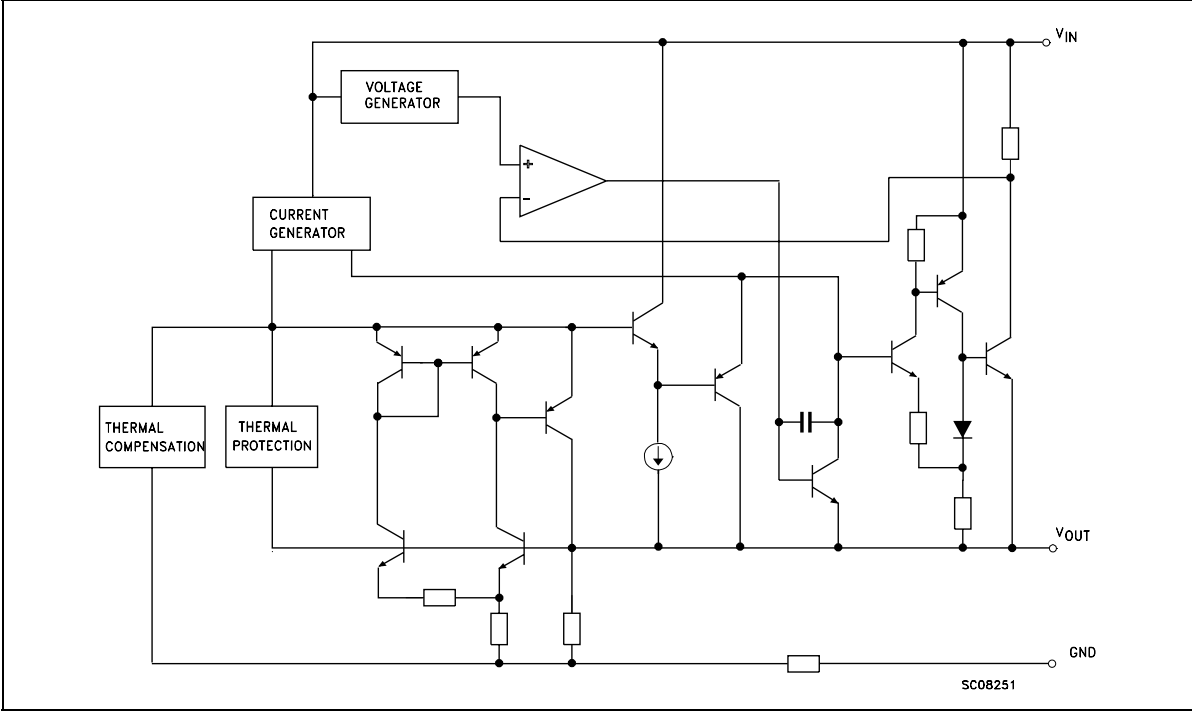 VIN
VOLTAGE
GENERATOR
+
-
CURRENT
GENERATOR
THERMAL
COMPENSATION
THERMAL
PROTECTION
VOUT
GND
SC08251